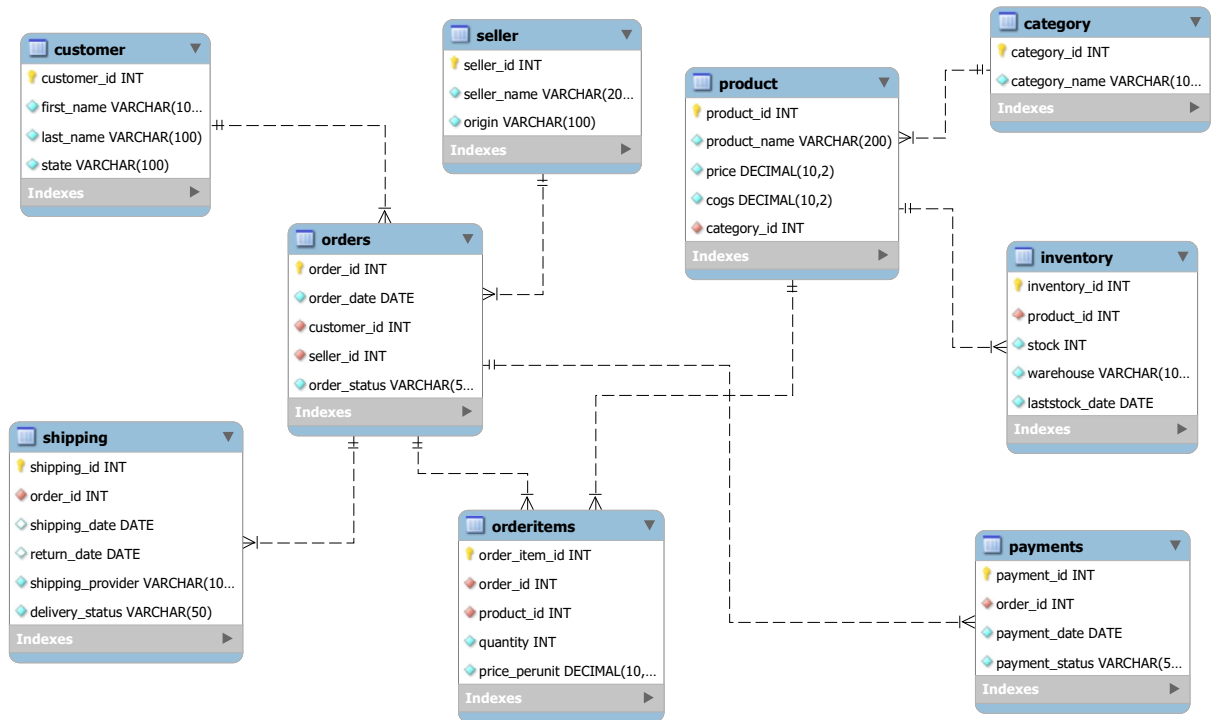 customer
customer_id INT
first_name VARCHAR(10...
last_name VARCHAR(100)
state VARCHAR(100)
Indexes
seller
seller_id INT
seller_name VARCHAR(20...
origin VARCHAR(100)
Indexes
product
product_id INT
product_name VARCHAR(200)
price DECIMAL(10,2)
cogs DECIMAL(10,2)
category_id INT
Indexes
category
category_id INT
category_name VARCHAR(10...
Indexes
orders
order_id INT
order_date DATE
customer_id INT
seller_id INT
order_status VARCHAR(5...
Indexes
inventory
inventory_id INT
product_id INT
stock INT
warehouse VARCHAR(10...
laststock_date DATE
Indexes
shipping
shipping_id INT
order_id INT
shipping_date DATE
return_date DATE
shipping_provider VARCHAR(10...
delivery_status VARCHAR(50)
Indexes
orderitems
order_item_id INT
order_id INT
product_id INT
quantity INT
price_perunit DECIMAL(10,...
Indexes
payments
payment_id INT
order_id INT
payment_date DATE
payment_status VARCHAR(5...
Indexes